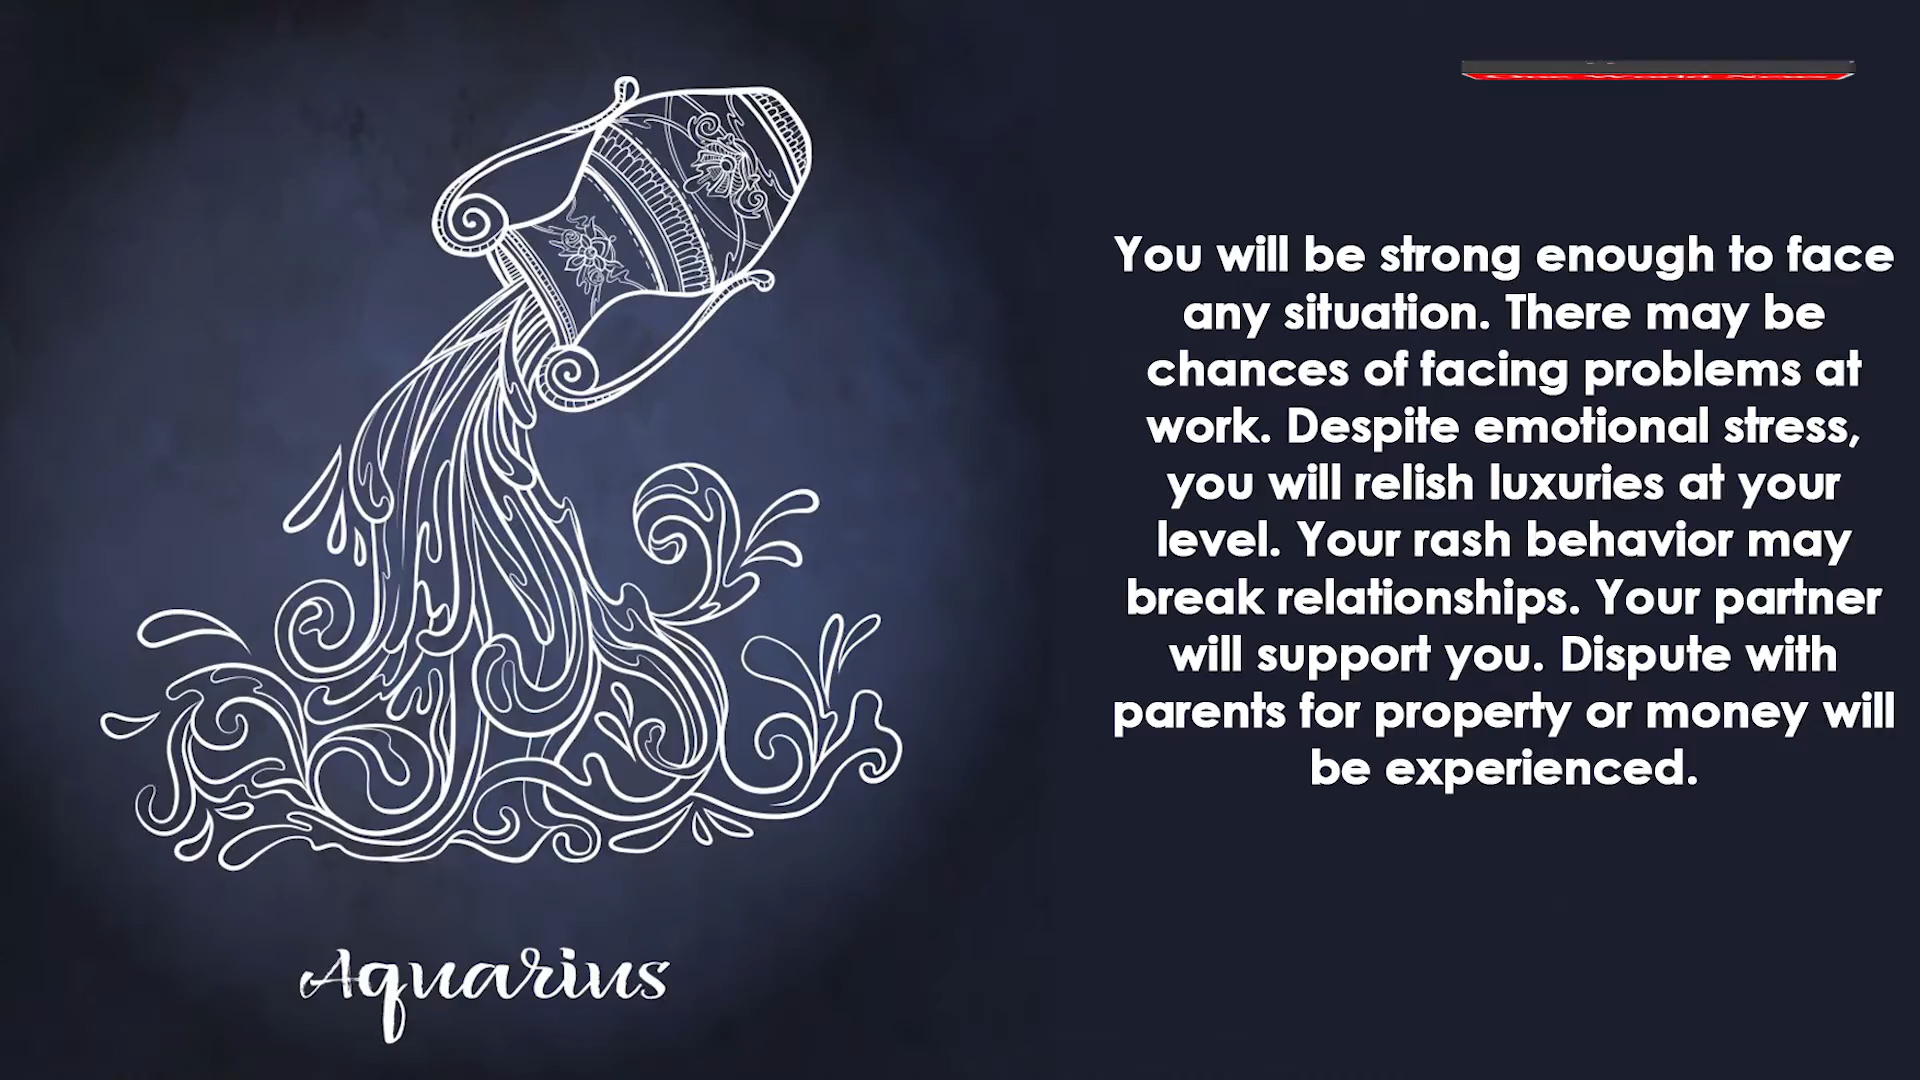 You will be strong enough to face
any situation. There may be
chances of facing problems at
work. Despite emotional stress,
you will relish luxuries at your
level. Your rash behavior may
break relationships. Your partner
will support you. Dispute with
parents for property or money will
be experienced.
Aquarius